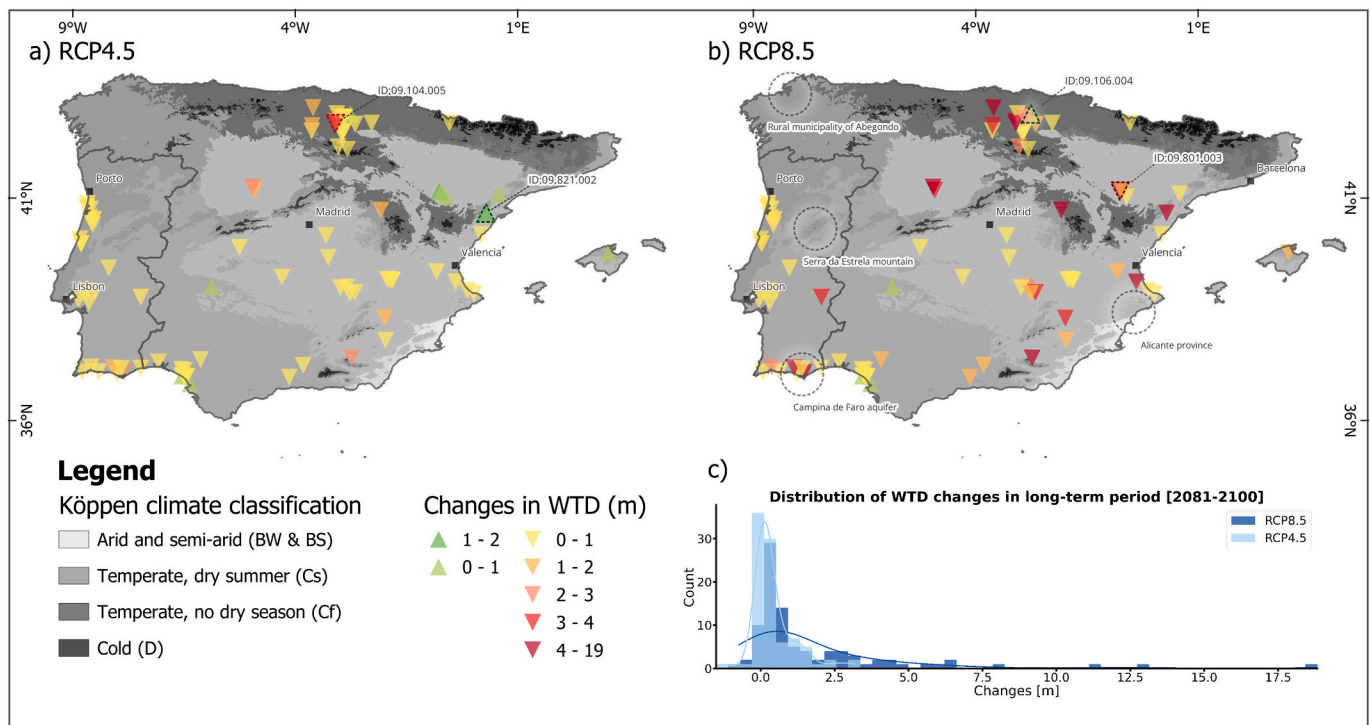 9°W
4°W
1°E
9°W
4°W
1°E
a) RCP4.5
b) RCP8.5
ID:09.104.005
ID:09.106.004
Rural municipality of Abegondo
ID:09.821.002
ID:09.801.003
Barcelona
Porto
Porto
41°N
41°N
Madrid
Madrid
Valencia
Serra da Estrela mountain
Valencia
Lisbon
Lisbon
Alicante province
Campina de Faro aquifer
36°N
36°N
Legend
Köppen climate classification
Arid and semi-arid (BW & BS)
Temperate, dry summer (Cs)
Temperate, no dry season (Cf)
Cold (D)
Changes in WTD (m)
1 - 2
0 - 1
0 - 1
1 - 2
2 - 3
3 - 4
4 - 19
c)
Distribution of WTD changes in long-term period [2081-2100]
RCP8.5
RCP4.5
Count
30
20
10
0
0.0
2.5
5.0
7.5
10.0
12.5
15.0
17.5
Changes [m]